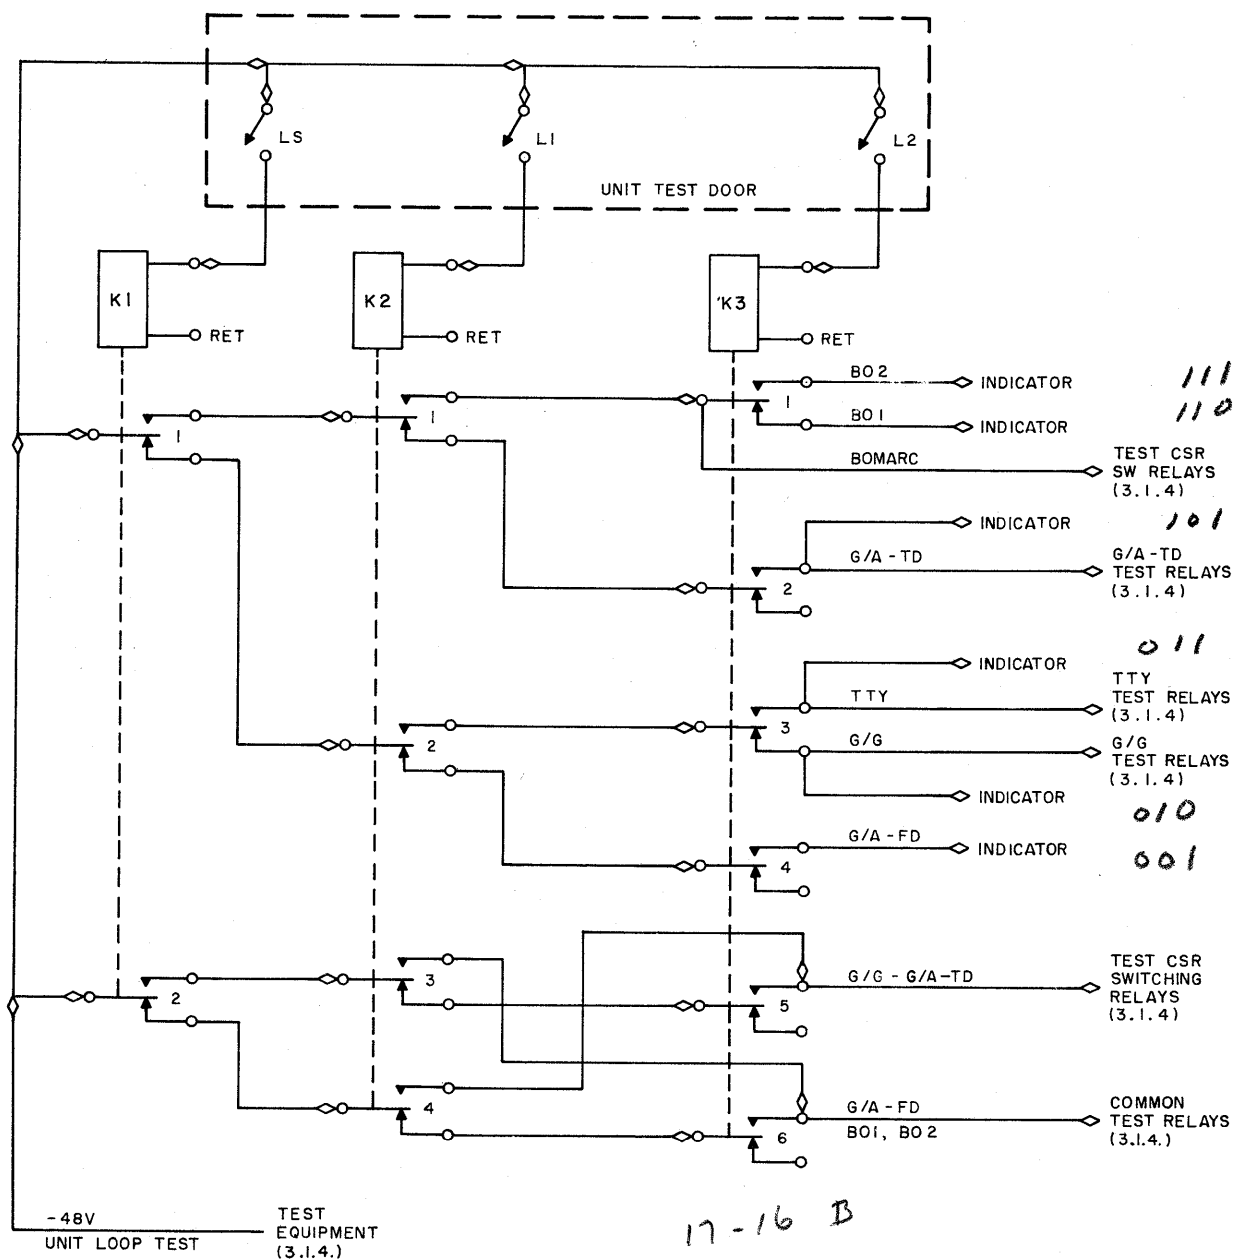 LS
L1
L2
UNIT TEST DOOR
K1
K2
K3
RET
RET
RET
BO2
INDICATOR
111
1
1
1
BO1
INDICATOR
110
BOMARC
TEST CSR
SW RELAYS
(3.1.4)
INDICATOR
101
G/A-TD
G/A-TD
TEST RELAYS
(3.1.4)
2
011
INDICATOR
TTY
TTY
TEST RELAYS
(3.1.4)
2
3
G/G
G/G
TEST RELAYS
(3.1.4)
INDICATOR
010
G/A-FD
INDICATOR
001
4
2
3
G/G-G/A-TD
TEST CSR
SWITCHING
RELAYS
(3.1.4)
5
4
G/A-FD
BO1, BO2
COMMON
TEST RELAYS
(3.1.4.)
6
-48V
UNIT LOOP TEST
TEST
EQUIPMENT
(3.1.4.)
17-16 B